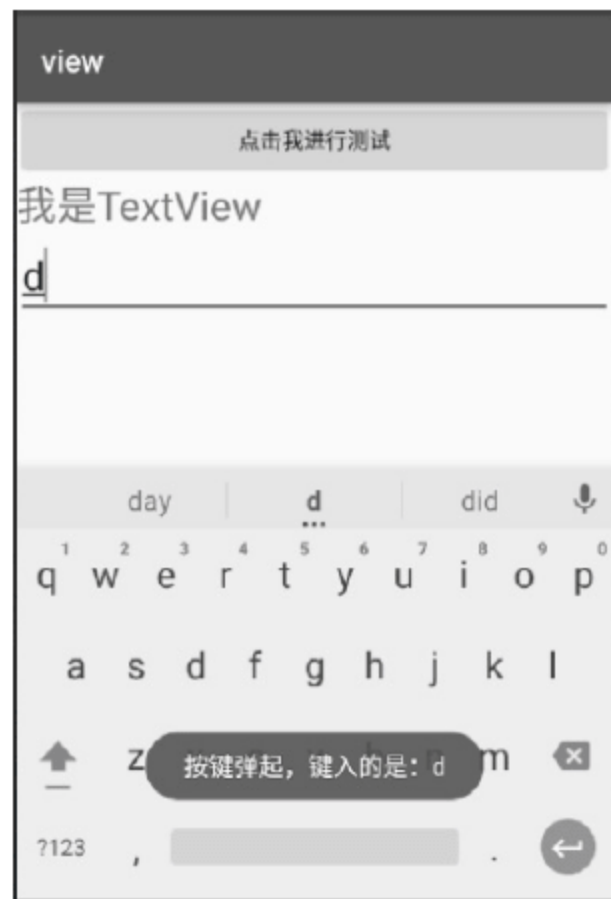 view
点击我进行测试
我是TextView
d
day d did
1 2 3 4 5 6 7 8 9 0
q w e r t y u i o p
a s d f g h j k l
z m
按键弹起，键入的是：d
?123 , .